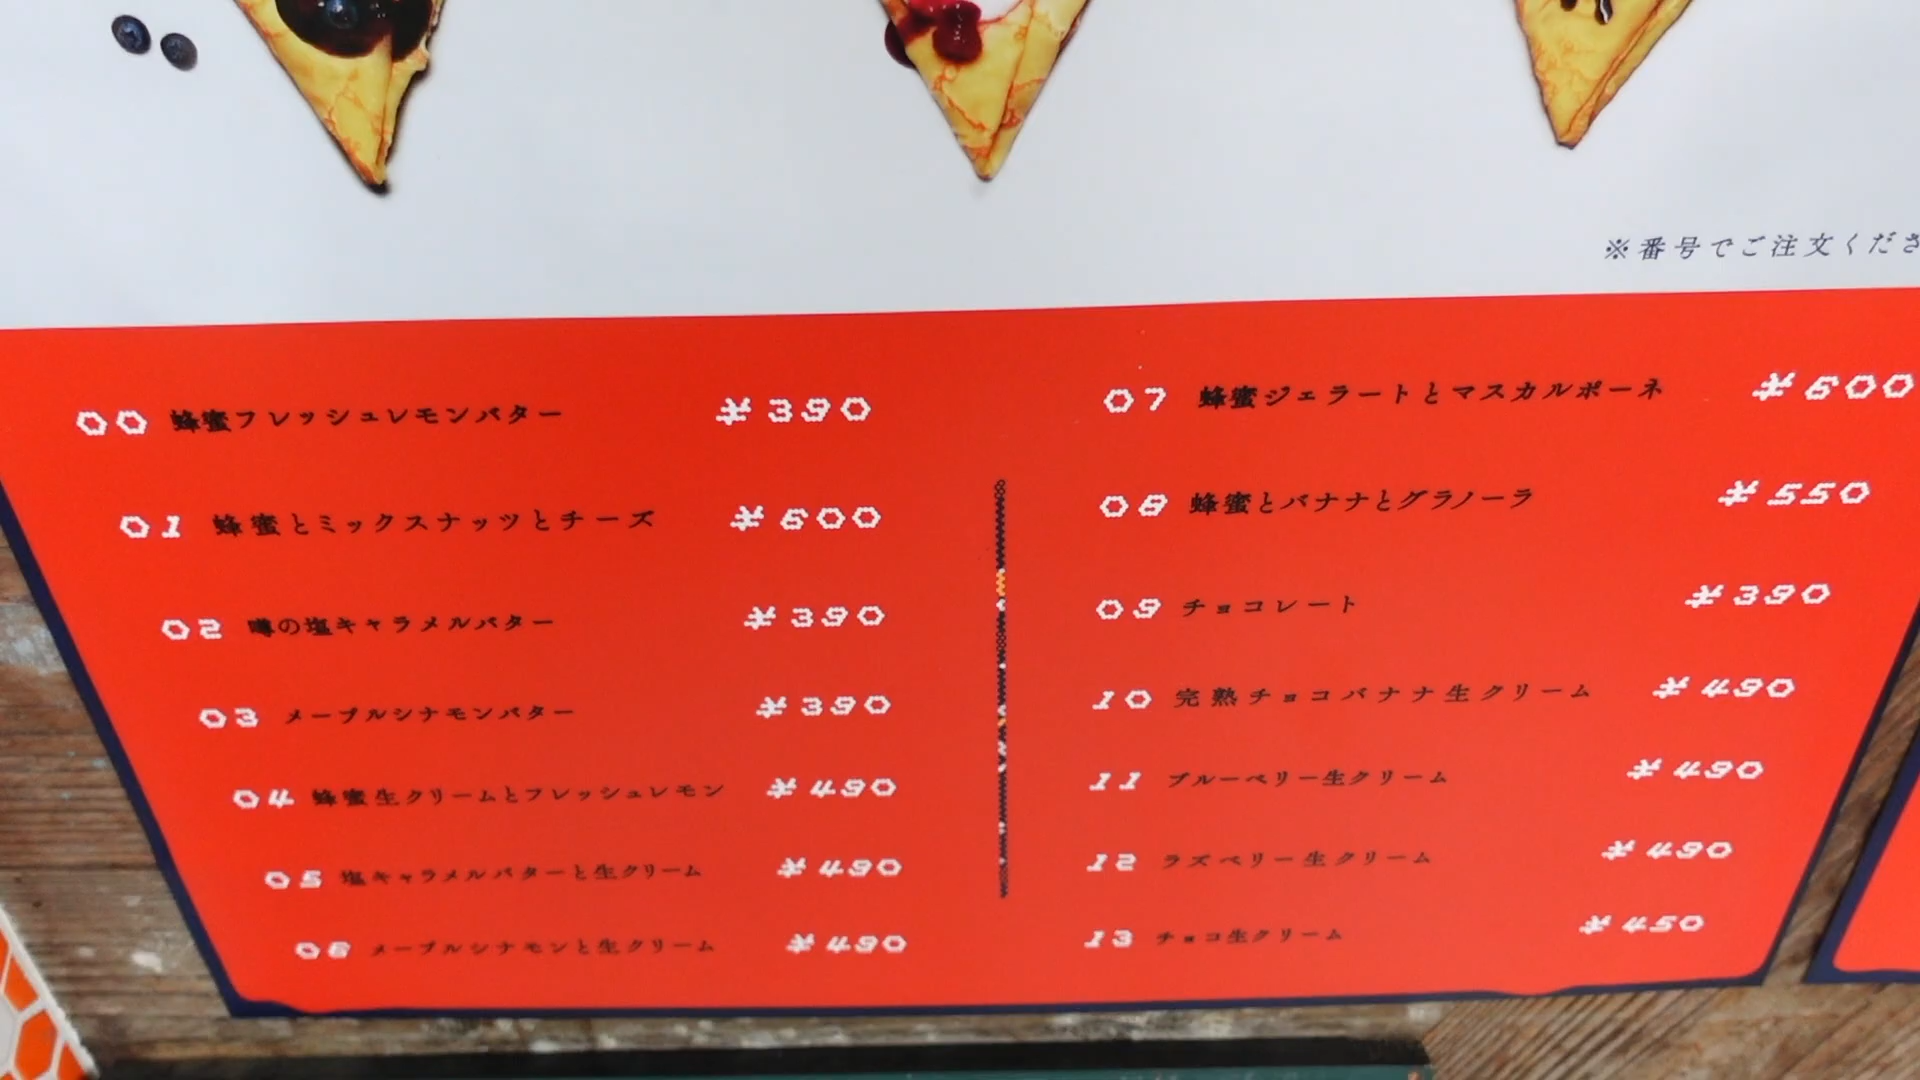 ※番号でご注文くださ
00 蜂蜜フレッシュレモンバター ¥390
01 蜂蜜とミックスナッツとチーズ ¥600
02 噂の塩キャラメルバター ¥390
03 メープルシナモンバター ¥390
04 蜂蜜生クリームとフレッシュレモン ¥490
05 塩キャラメルバターと生クリーム ¥490
06 メープルシナモンと生クリーム ¥490
07 蜂蜜ジェラートとマスカルポーネ ¥600
08 蜂蜜とバナナとグラノーラ ¥550
09 チョコレート ¥390
10 完熟チョコバナナ生クリーム ¥490
11 ブルーベリー生クリーム ¥490
12 ラズベリー生クリーム ¥490
13 チョコ生クリーム ¥450